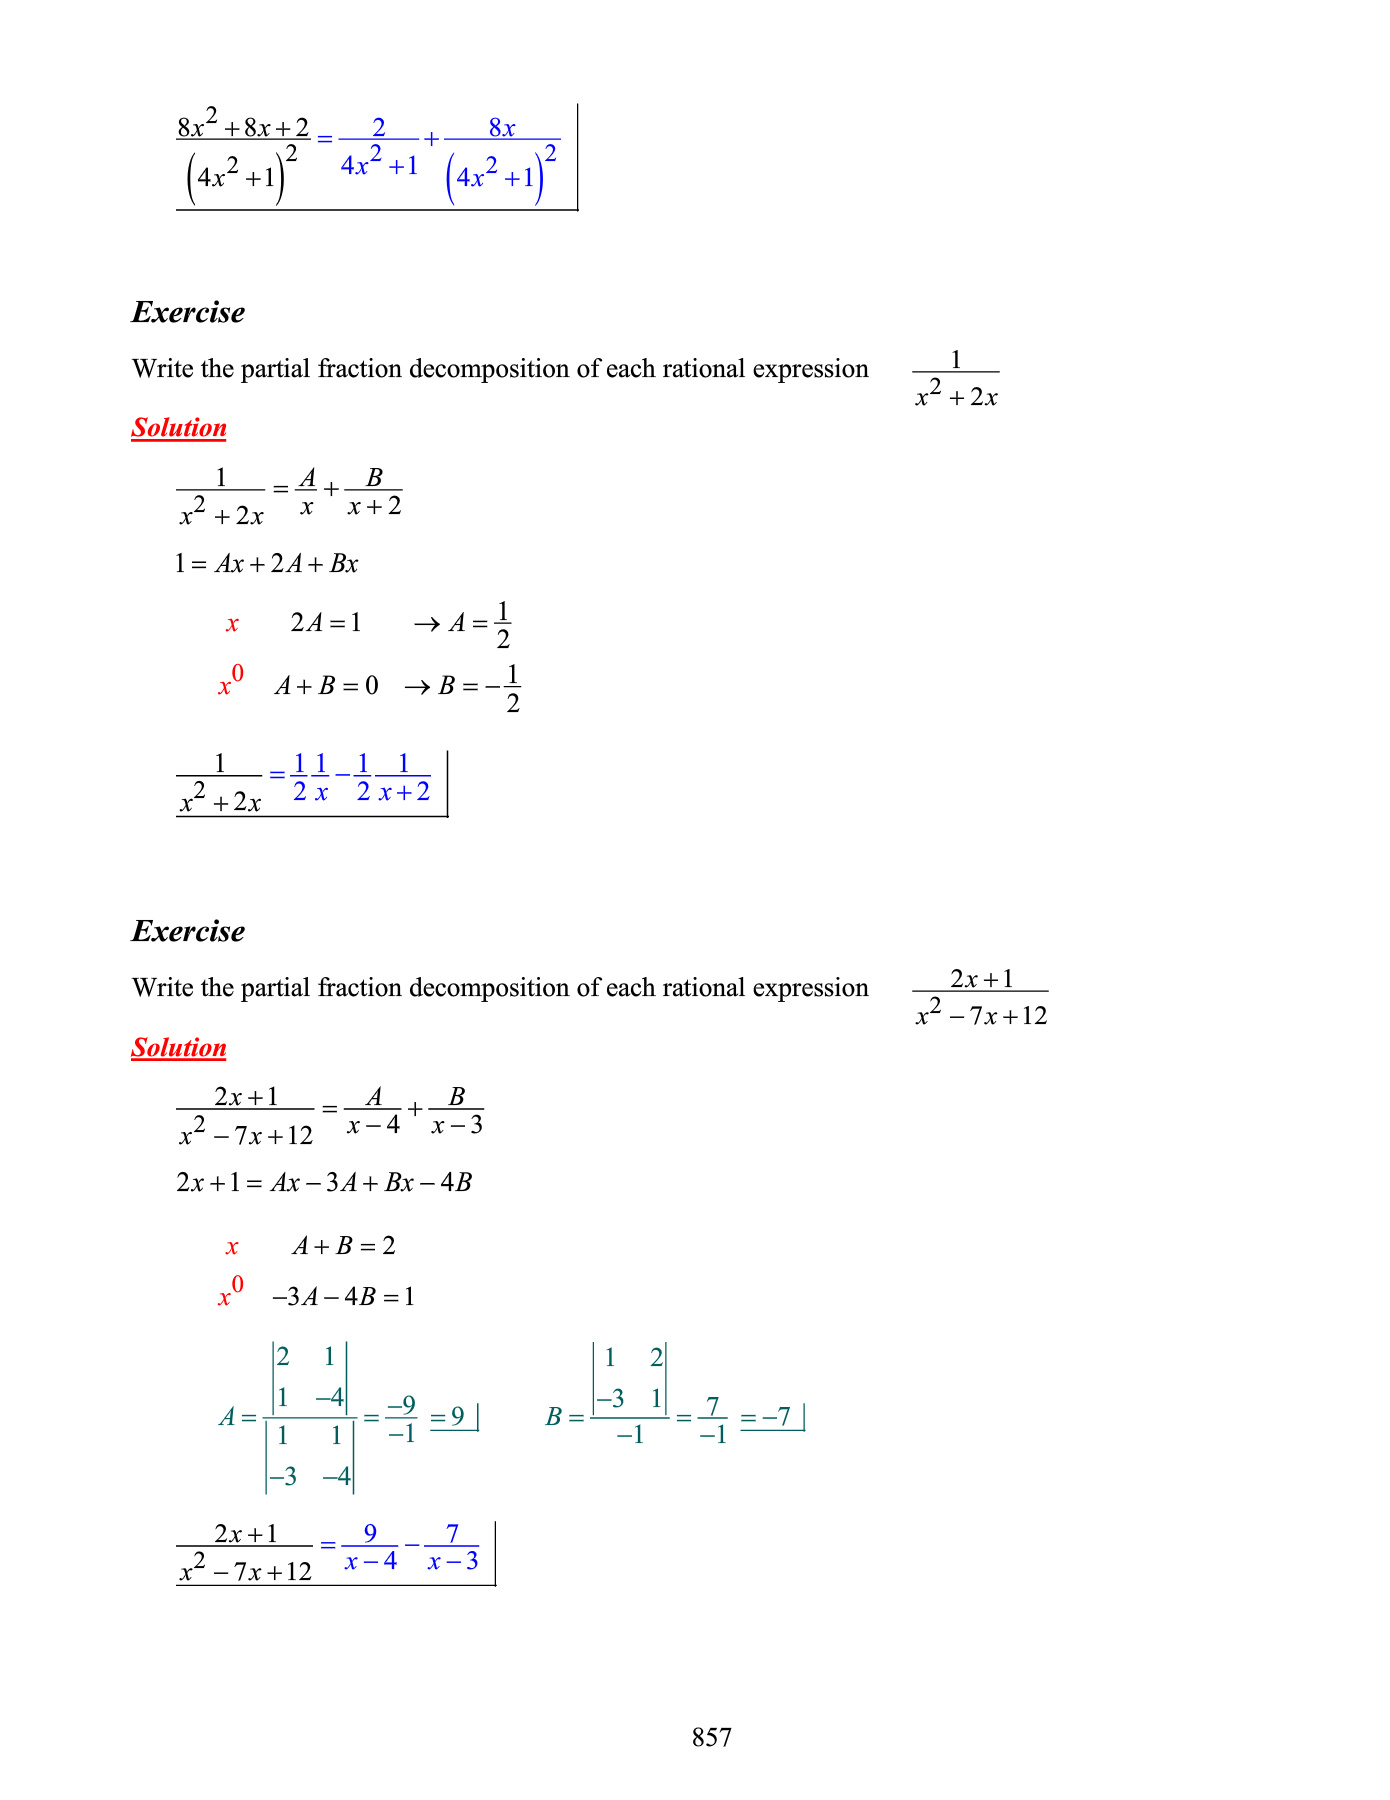 $\frac{8x^2+8x+2}{\left(4x^2+1\right)^2} = \frac{2}{4x^2+1} + \frac{8x}{\left(4x^2+1\right)^2}$
Exercise
Write the partial fraction decomposition of each rational expression $\frac{1}{x^2+2x}$
Solution
$\frac{1}{x^2+2x} = \frac{A}{x} + \frac{B}{x+2}$
$1 = Ax + 2A + Bx$
$x \quad 2A = 1 \quad \to A = \frac{1}{2}$
$x^0 \quad A + B = 0 \quad \to B = -\frac{1}{2}$
$\frac{1}{x^2+2x} = \frac{1}{2}\frac{1}{x} - \frac{1}{2}\frac{1}{x+2}$
Exercise
Write the partial fraction decomposition of each rational expression $\frac{2x+1}{x^2-7x+12}$
Solution
$\frac{2x+1}{x^2-7x+12} = \frac{A}{x-4} + \frac{B}{x-3}$
$2x + 1 = Ax - 3A + Bx - 4B$
$x \quad A + B = 2$
$x^0 \quad -3A - 4B = 1$
$A = \frac{\begin{vmatrix} 2 & 1 \\ 1 & -4 \end{vmatrix}}{\begin{vmatrix} 1 & 1 \\ -3 & -4 \end{vmatrix}} = \frac{-9}{-1} = 9 \quad B = \frac{\begin{vmatrix} 1 & 2 \\ -3 & 1 \end{vmatrix}}{-1} = \frac{7}{-1} = -7$
$\frac{2x+1}{x^2-7x+12} = \frac{9}{x-4} - \frac{7}{x-3}$
857